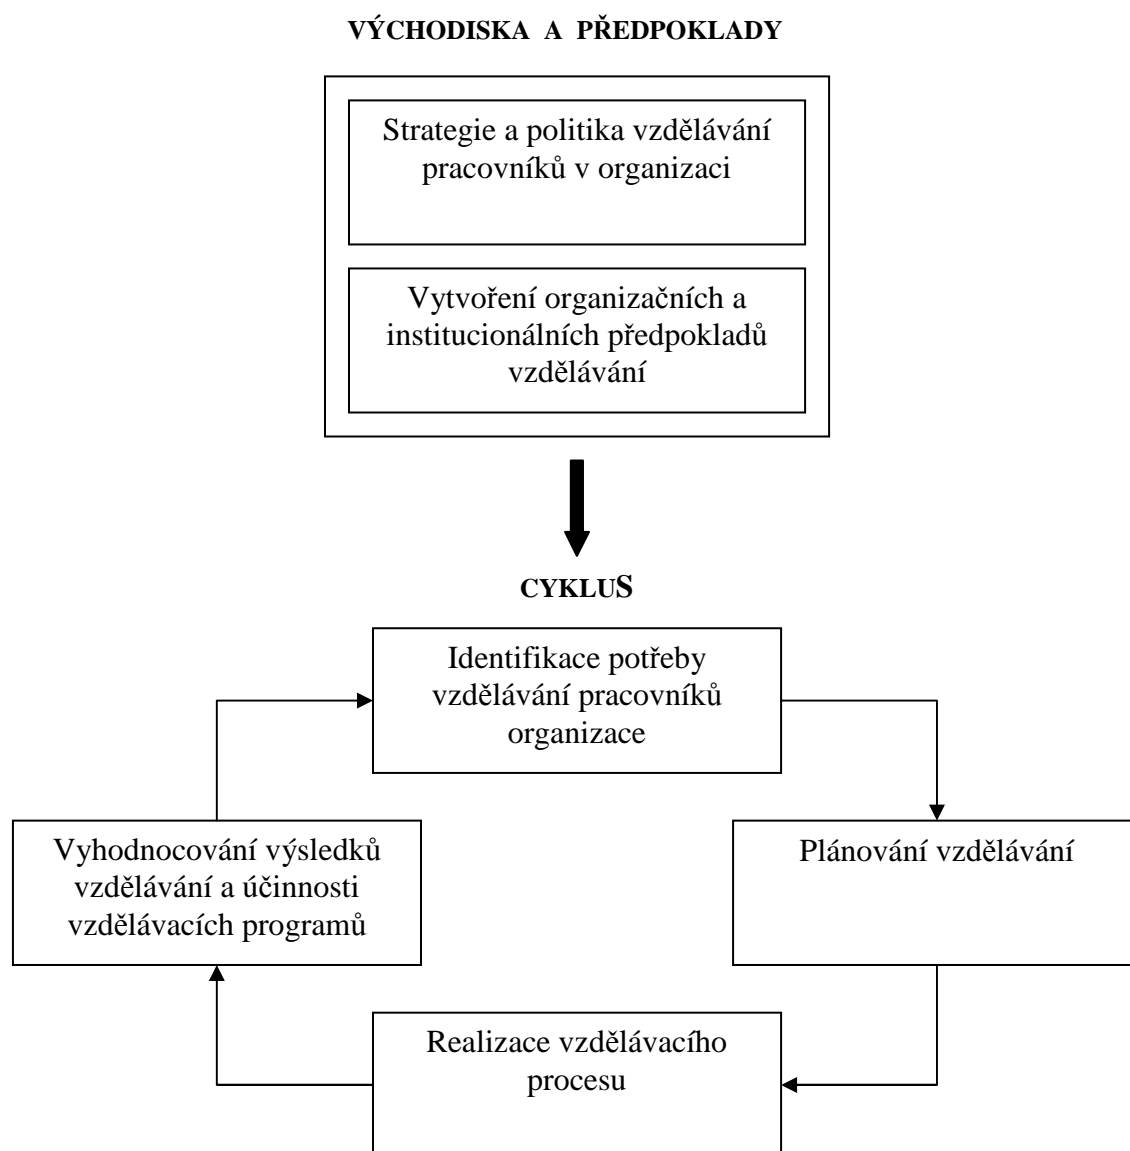 VÝCHODISKA A PŘEDPOKLADY
Strategie a politika vzdělávání
pracovníků v organizaci
Vytvoření organizačních a
institucionálních předpokladů
vzdělávání
CYKLUS
Identifikace potřeby
vzdělávání pracovníků
organizace
Vyhodnocování výsledků
vzdělávání a účinnosti
vzdělávacích programů
Plánování vzdělávání
Realizace vzdělávacího
procesu